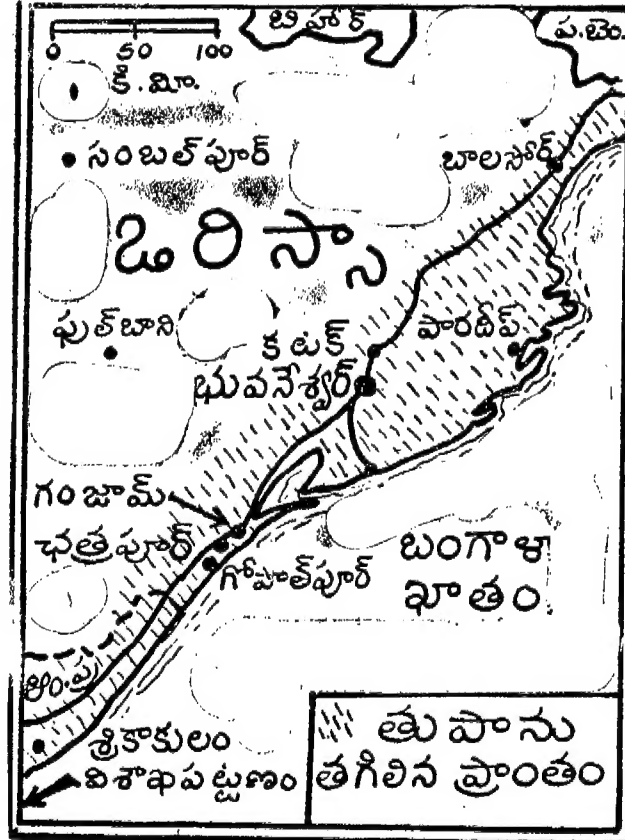 బిహార్
ప.బెం.
0 50 100
కి.మీ.
సంబల్ పూర్
బాలసోర్
ఒరిస్సా
ఫుల్ బాని
కటక్
పారదీప్
భువనేశ్వర్
గంజామ్
ఛత్రపూర్
గోపాల్ పూర్
బంగాళా
ఖాతం
ఆం.ప్ర
శ్రీకాకుళం
విశాఖపట్టణం
తుపాను
తగిలిన ప్రాంతం